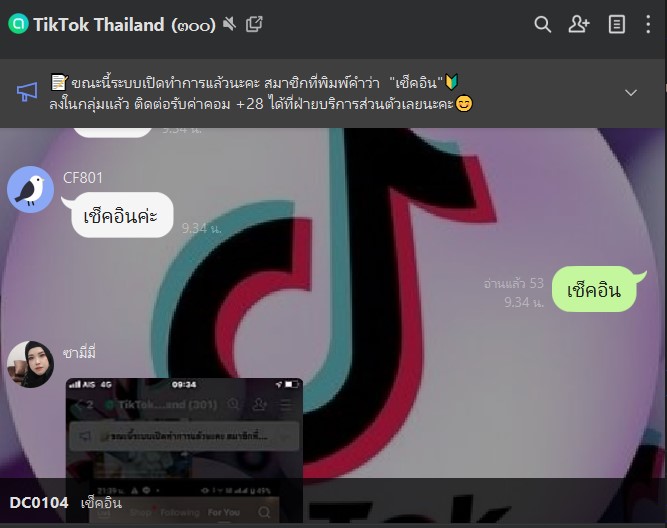 TikTok Thailand (๓๐๐)
📝 ขณะนี้ระบบเปิดทำการแล้วนะคะ สมาชิกที่พิมพ์คำว่า "เช็คอิน"🔰
ลงในกลุ่มแล้ว ติดต่อรับค่าคอม +28 ได้ที่ฝ่ายบริการส่วนตัวเลยนะคะ😊
9.34 น.
CF801
เช็คอินค่ะ
9.34 น.
อ่านแล้ว 53
9.34 น.
เช็คอิน
ซามี่มี่
AIS 4G 09:34
2 TikTok...and (301)
📝ขณะนี้ระบบเปิดทำการแล้วนะคะ สมาชิกที่...
Shop Following For You
DC0104 เช็คอิน